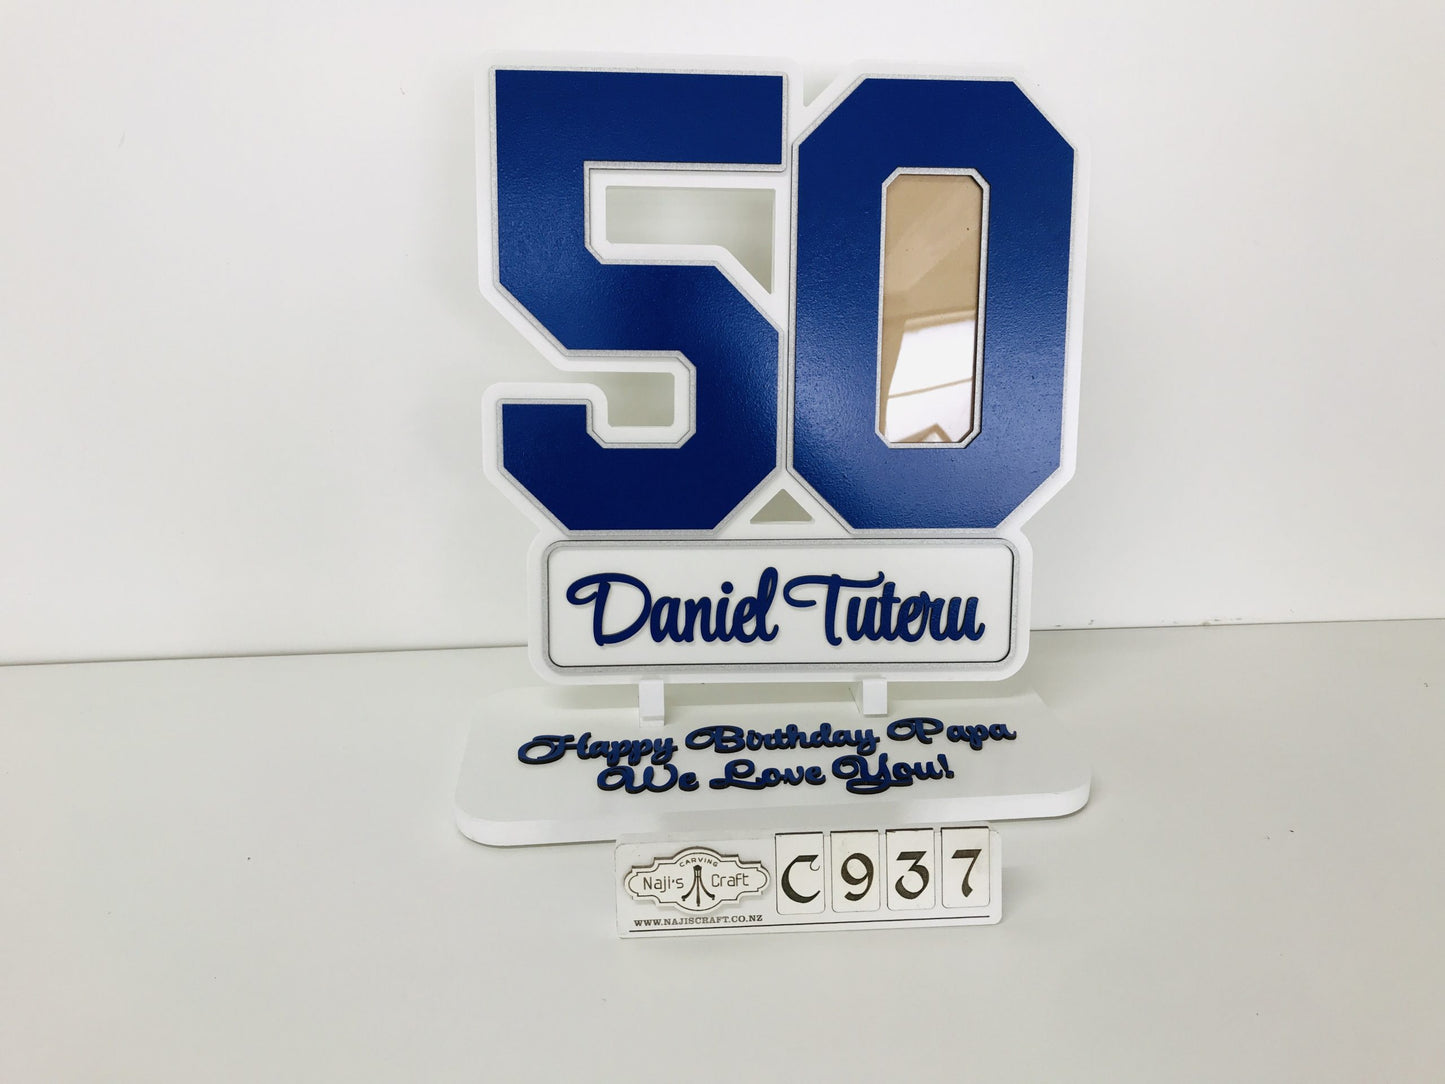 50
Daniel Tuteru
Happy Birthday Papa
We Love You!
CARVING
Naji's Craft
WWW.NAJISCRAFT.CO.NZ
C937